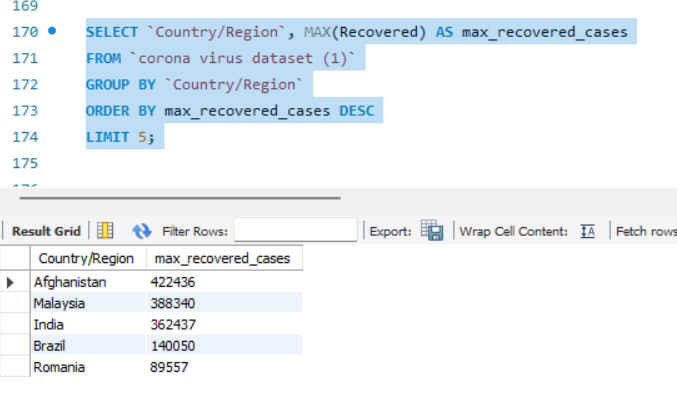 169
170 SELECT `Country/Region`, MAX(Recovered) AS max_recovered_cases
171 FROM `corona virus dataset (1)`
172 GROUP BY `Country/Region`
173 ORDER BY max_recovered_cases DESC
174 LIMIT 5;
175
Result Grid Filter Rows: Export: Wrap Cell Content: Fetch rows
Country/Region max_recovered_cases
Afghanistan 422436
Malaysia 388340
India 362437
Brazil 140050
Romania 89557